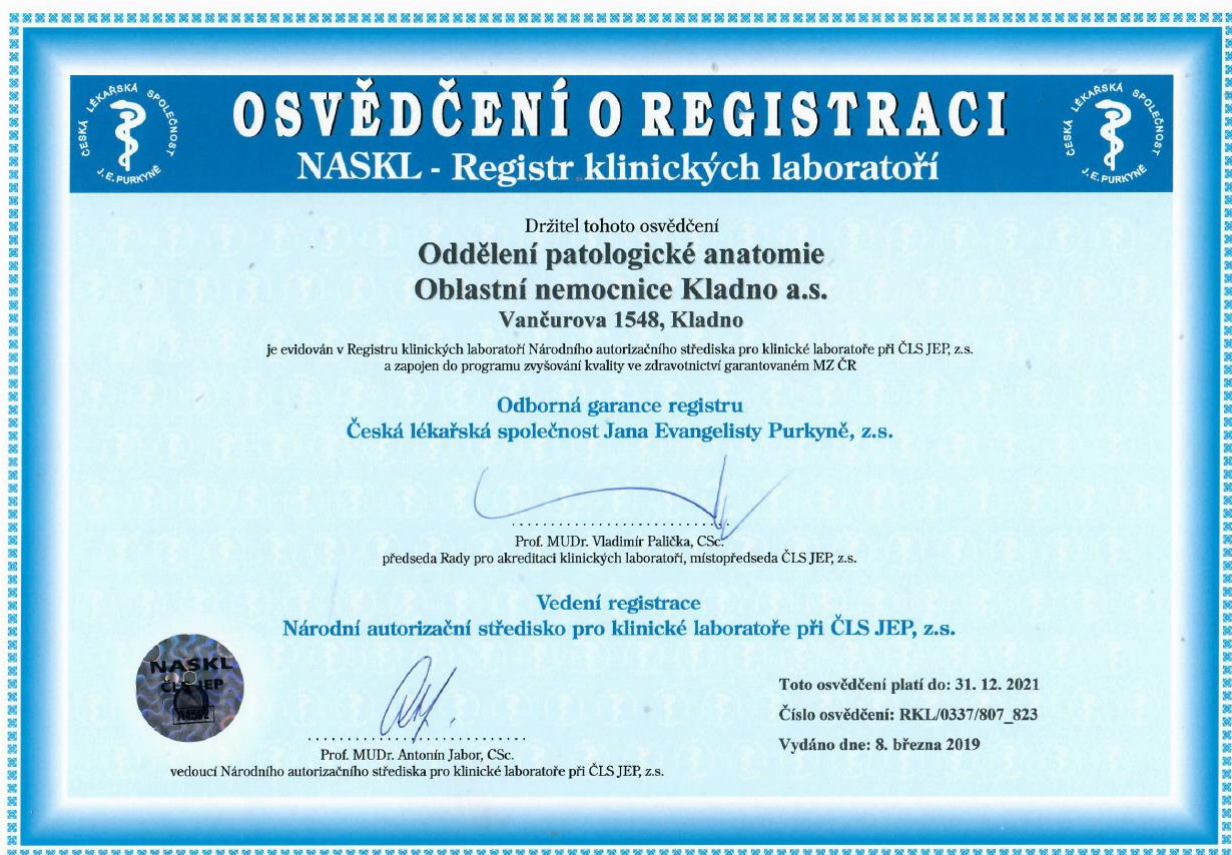 ČESKÁ LÉKAŘSKÁ SPOLEČNOST
J. E. PURKYNĚ
OSVĚDČENÍ O REGISTRACI
NASKL - Registr klinických laboratoří
ČESKÁ LÉKAŘSKÁ SPOLEČNOST
J. E. PURKYNĚ
Držitel tohoto osvědčení
Oddělení patologické anatomie
Oblastní nemocnice Kladno a.s.
Vančurova 1548, Kladno
je evidován v Registru klinických laboratoří Národního autorizačního střediska pro klinické laboratoře při ČLS JEP, z.s.
a zapojen do programu zvyšování kvality ve zdravotnictví garantovaném MZ ČR
Odborná garance registru
Česká lékařská společnost Jana Evangelisty Purkyně, z.s.
Prof. MUDr. Vladimír Palička, CSc.
předseda Rady pro akreditaci klinických laboratoří, místopředseda ČLS JEP, z.s.
Vedení registrace
Národní autorizační středisko pro klinické laboratoře při ČLS JEP, z.s.
NASKL
ČLS JEP
Prof. MUDr. Antonín Jabor, CSc.
vedoucí Národního autorizačního střediska pro klinické laboratoře při ČLS JEP, z.s.
Toto osvědčení platí do: 31. 12. 2021
Číslo osvědčení: RKL/0337/807_823
Vydáno dne: 8. března 2019